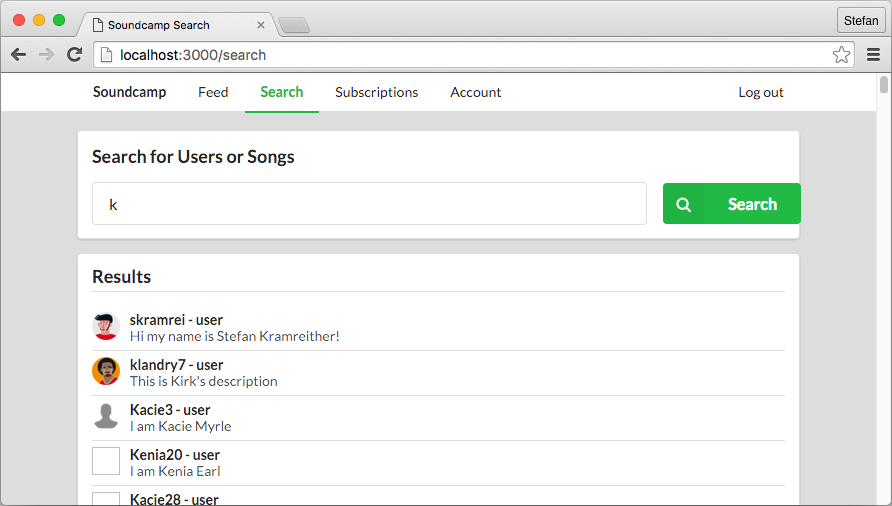 Soundcamp Search
Stefan
localhost:3000/search
Soundcamp Feed Search Subscriptions Account Log out
Search for Users or Songs
k
Search
Results
skramrei - user
Hi my name is Stefan Kramreither!
klandry7 - user
This is Kirk's description
Kacie3 - user
I am Kacie Myrle
Kenia20 - user
I am Kenia Earl
Kacie28 - user